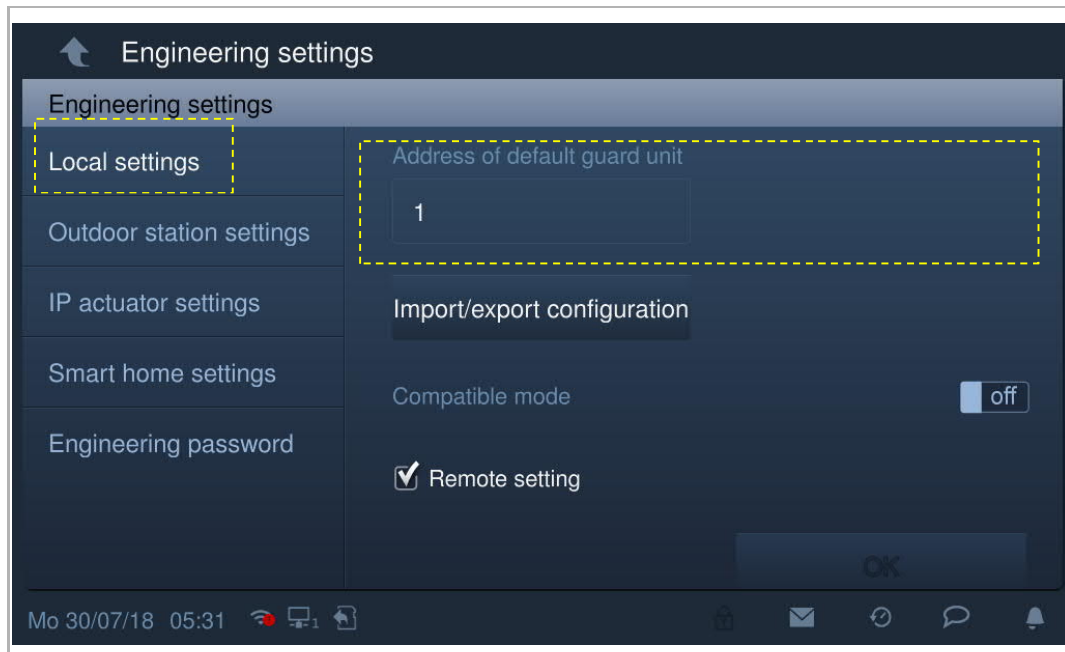 Engineering settings
Engineering settings
Local settings
Address of default guard unit
1
Outdoor station settings
IP actuator settings
Import/export configuration
Smart home settings
Compatible mode
off
Engineering password
Remote setting
OK
Mo 30/07/18 05:31
1